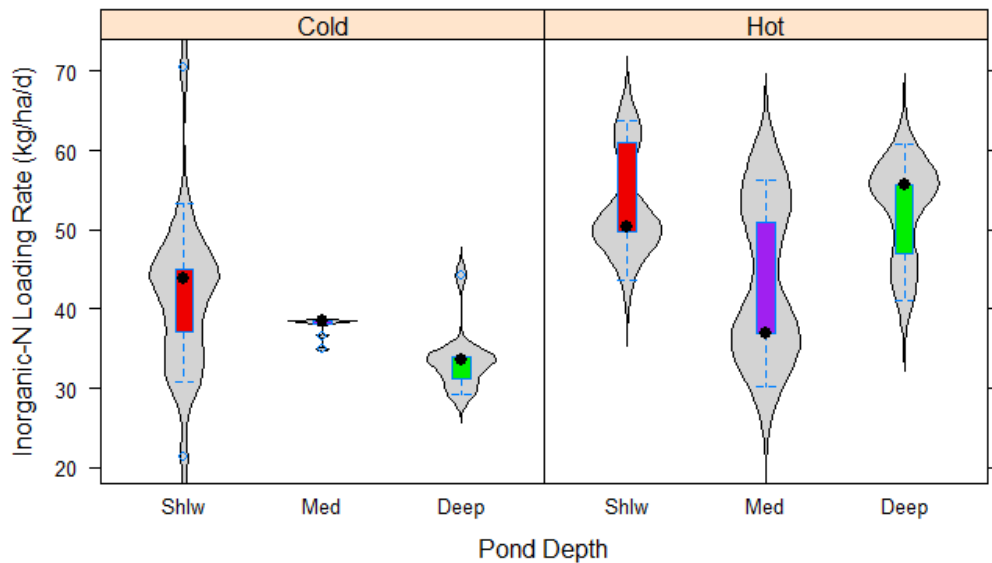 Cold Hot
Inorganic-N Loading Rate (kg/ha/d)
70
60
50
40
30
20
Shlw Med Deep Shlw Med Deep
Pond Depth